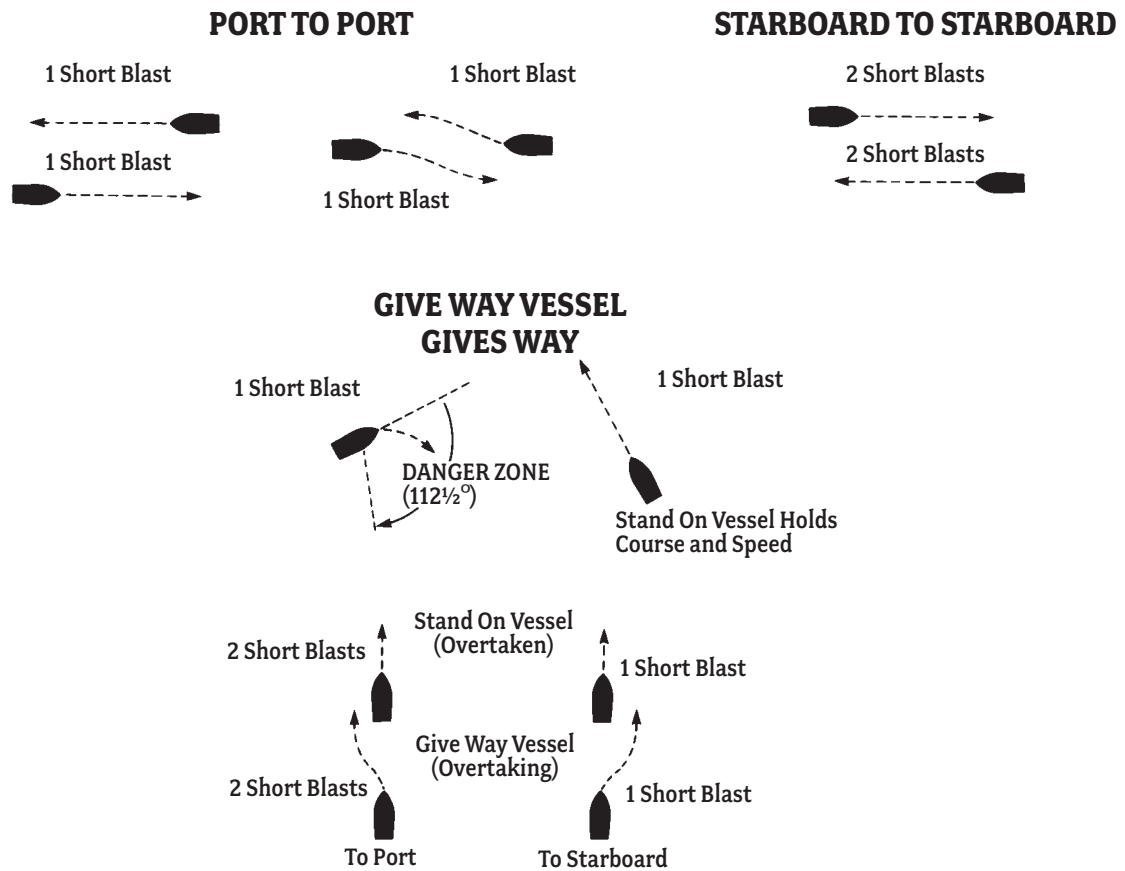 PORT TO PORT
STARBOARD TO STARBOARD
1 Short Blast
1 Short Blast
2 Short Blasts
1 Short Blast
2 Short Blasts
1 Short Blast
GIVE WAY VESSEL
GIVES WAY
1 Short Blast
1 Short Blast
DANGER ZONE
(112½°)
Stand On Vessel Holds
Course and Speed
Stand On Vessel
(Overtaken)
2 Short Blasts
1 Short Blast
Give Way Vessel
(Overtaking)
2 Short Blasts
1 Short Blast
To Port
To Starboard